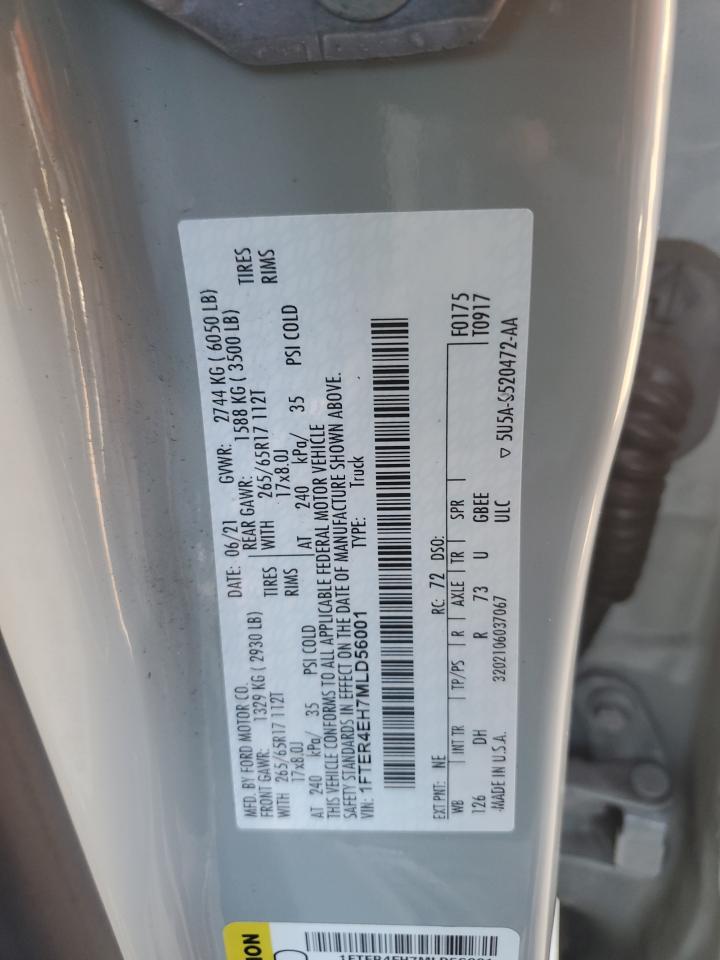 MFD. BY FORD MOTOR CO. DATE: 06/21 GVWR: 2744 KG ( 6050 LB)
FRONT GAWR: 1329 KG ( 2930 LB) REAR GAWR: 1588 KG ( 3500 LB)
WITH 265/65R17 112T TIRES WITH 265/65R17 112T TIRES
17x8.0J RIMS 17x8.0J RIMS
AT 240 kPa/ 35 PSI COLD AT 240 kPa/ 35 PSI COLD
THIS VEHICLE CONFORMS TO ALL APPLICABLE FEDERAL MOTOR VEHICLE
SAFETY STANDARDS IN EFFECT ON THE DATE OF MANUFACTURE SHOWN ABOVE.
VIN: 1FTER4EH7MLD56001 TYPE: Truck
EXT PNT: NE RC: 72 DSO: F0175
WB INT TR TP/PS R AXLE TR SPR T0917
126 DH R 73 U GBEE
MADE IN U.S.A. 3202106037067 ULC ▽ 5U5A-S520472-AA
1FTER4EH7MLD56001